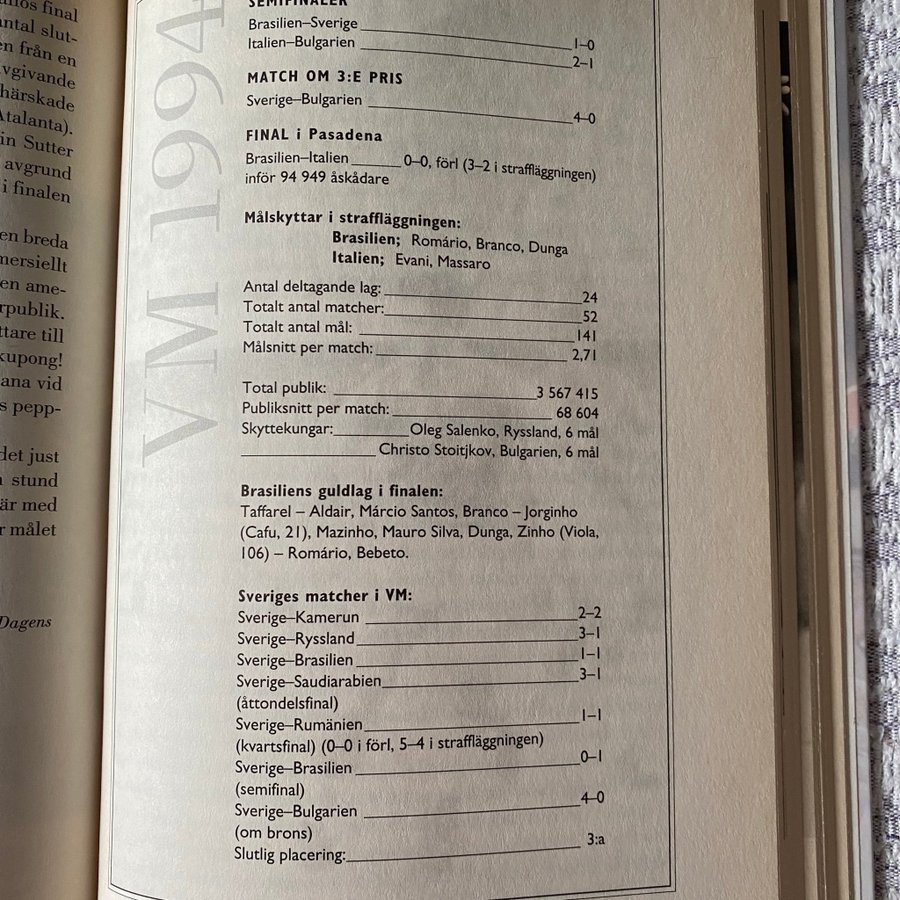 nos final
antal slut-
en från en
avgivande
härskade
Atalanta).
in Sutter
avgrund
i finalen
en breda
mersiellt
en ame-
rpublik.
ttare till
kupong!
ana vid
s pepp-
det just
stund
är med
r målet
Dagens
VM 1994
SEMIFINALER
Brasilien–Sverige 1–0
Italien–Bulgarien 2–1
MATCH OM 3:E PRIS
Sverige–Bulgarien 4–0
FINAL i Pasadena
Brasilien–Italien 0–0, förl (3–2 i straffläggningen)
inför 94 949 åskådare
Målskyttar i straffläggningen:
Brasilien; Romário, Branco, Dunga
Italien; Evani, Massaro
Antal deltagande lag: 24
Totalt antal matcher: 52
Totalt antal mål: 141
Målsnitt per match: 2,71
Total publik: 3 567 415
Publiksnitt per match: 68 604
Skyttekungar: Oleg Salenko, Ryssland, 6 mål
Christo Stoitjkov, Bulgarien, 6 mål
Brasiliens guldlag i finalen:
Taffarel – Aldair, Márcio Santos, Branco – Jorginho
(Cafu, 21), Mazinho, Mauro Silva, Dunga, Zinho (Viola,
106) – Romário, Bebeto.
Sveriges matcher i VM:
Sverige–Kamerun 2–2
Sverige–Ryssland 3–1
Sverige–Brasilien 1–1
Sverige–Saudiarabien 3–1
(åttondelsfinal)
Sverige–Rumänien 1–1
(kvartsfinal) (0–0 i förl, 5–4 i straffläggningen)
Sverige–Brasilien 0–1
(semifinal)
Sverige–Bulgarien 4–0
(om brons)
Slutlig placering: 3:a